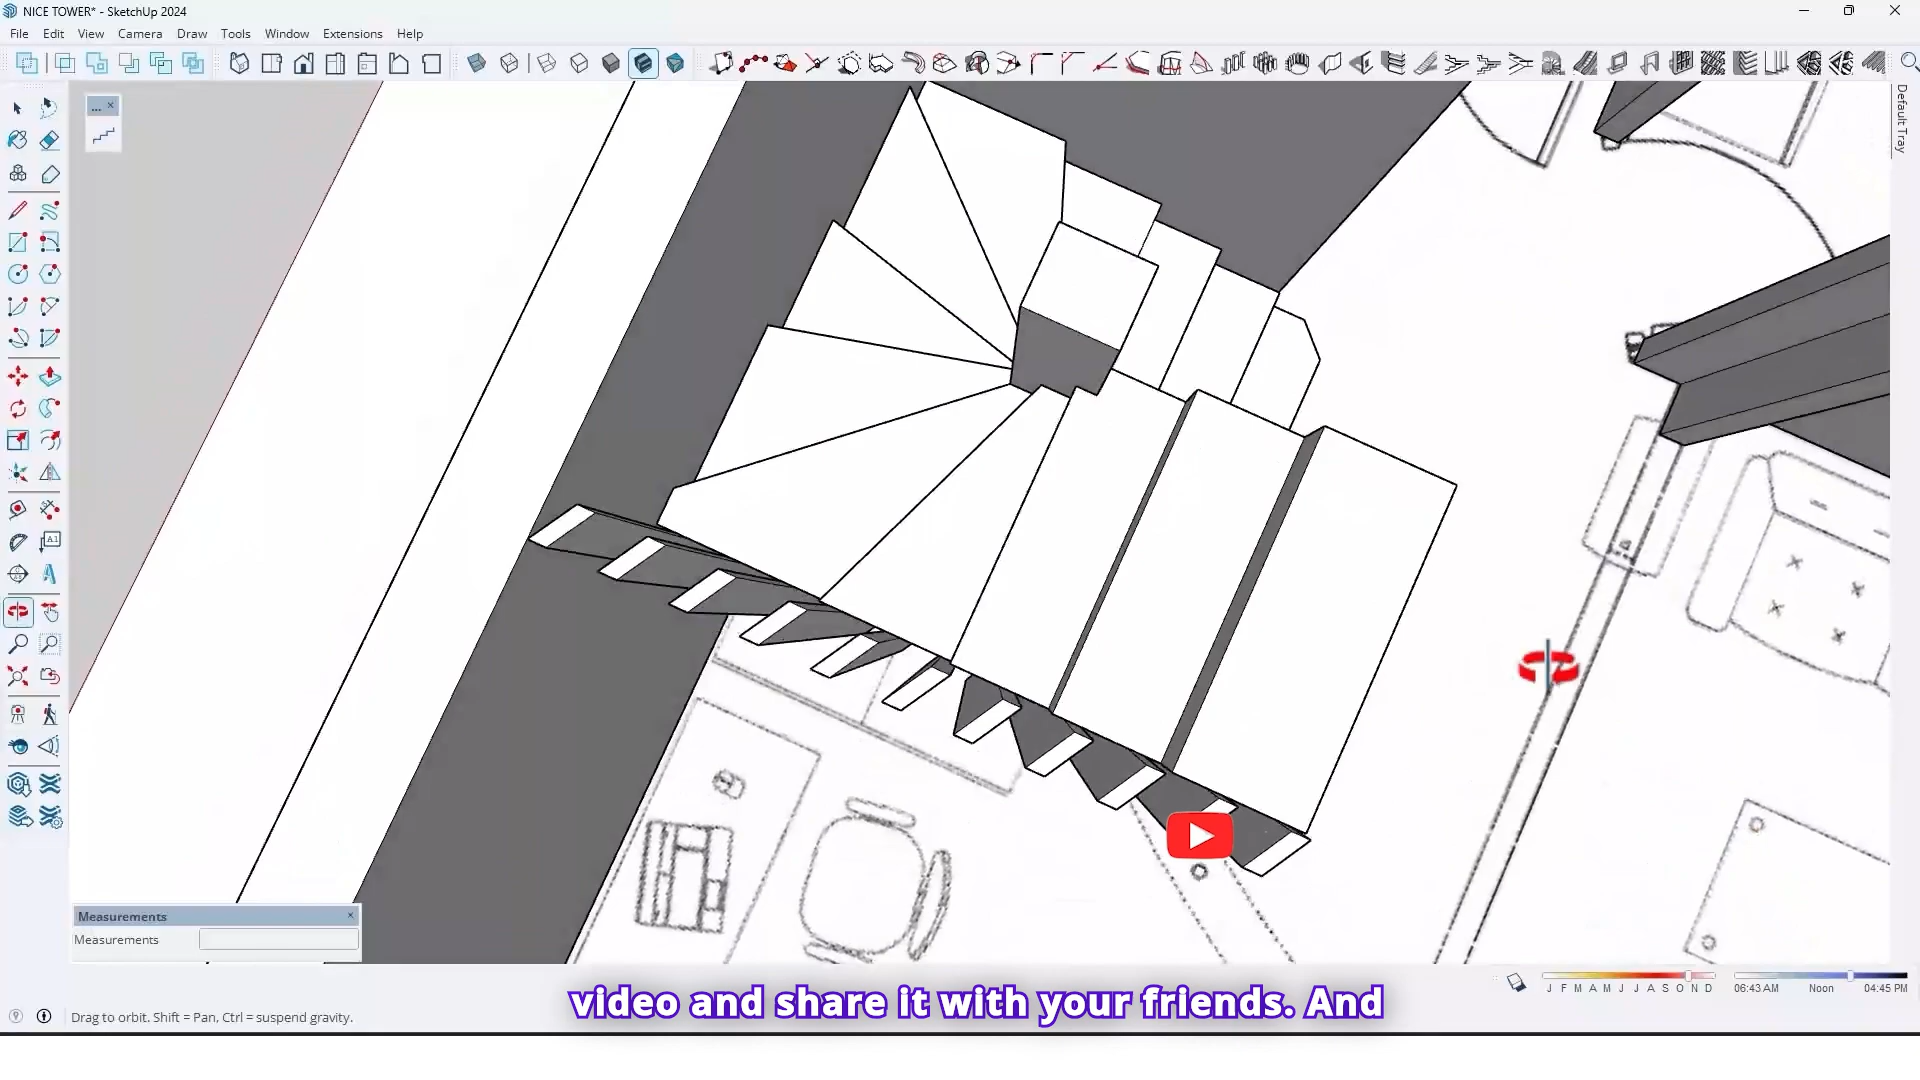 NICE TOWER* - SketchUp 2024
File Edit View Camera Draw Tools Window Extensions Help
... ×
Default Tray
A1
Measurements ×
Measurements
J F M A M J J A S O N D
06:43 AM Noon 04:45 PM
Drag to orbit. Shift = Pan, Ctrl = suspend gravity.
video and share it with your friends. And